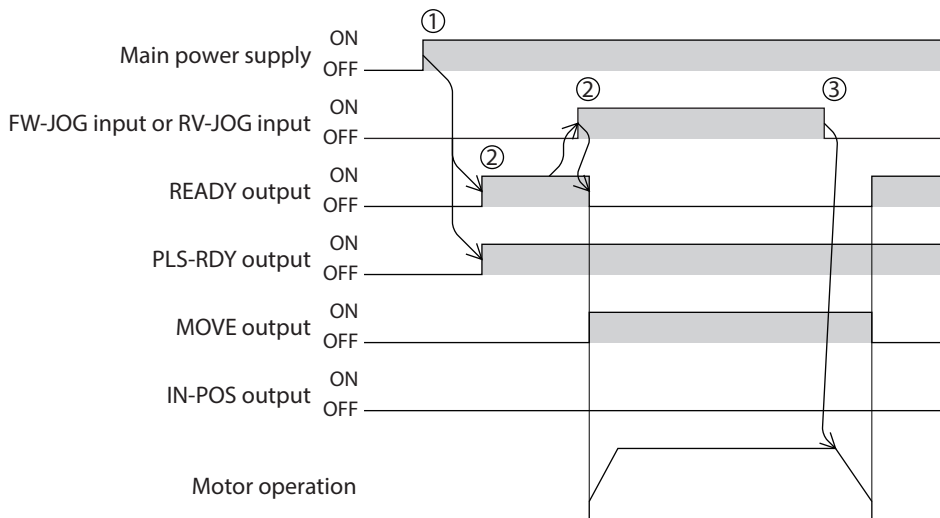 ①
Main power supply ON
OFF
② ③
FW-JOG input or RV-JOG input ON
OFF
②
READY output ON
OFF
PLS-RDY output ON
OFF
MOVE output ON
OFF
IN-POS output ON
OFF
Motor operation